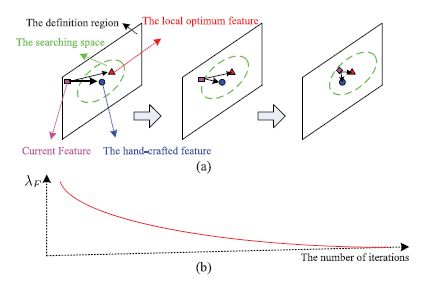 The definition region
The local optimum feature
The searching space
Current Feature
The hand-crafted feature
(a)
λF
The number of iterations
(b)